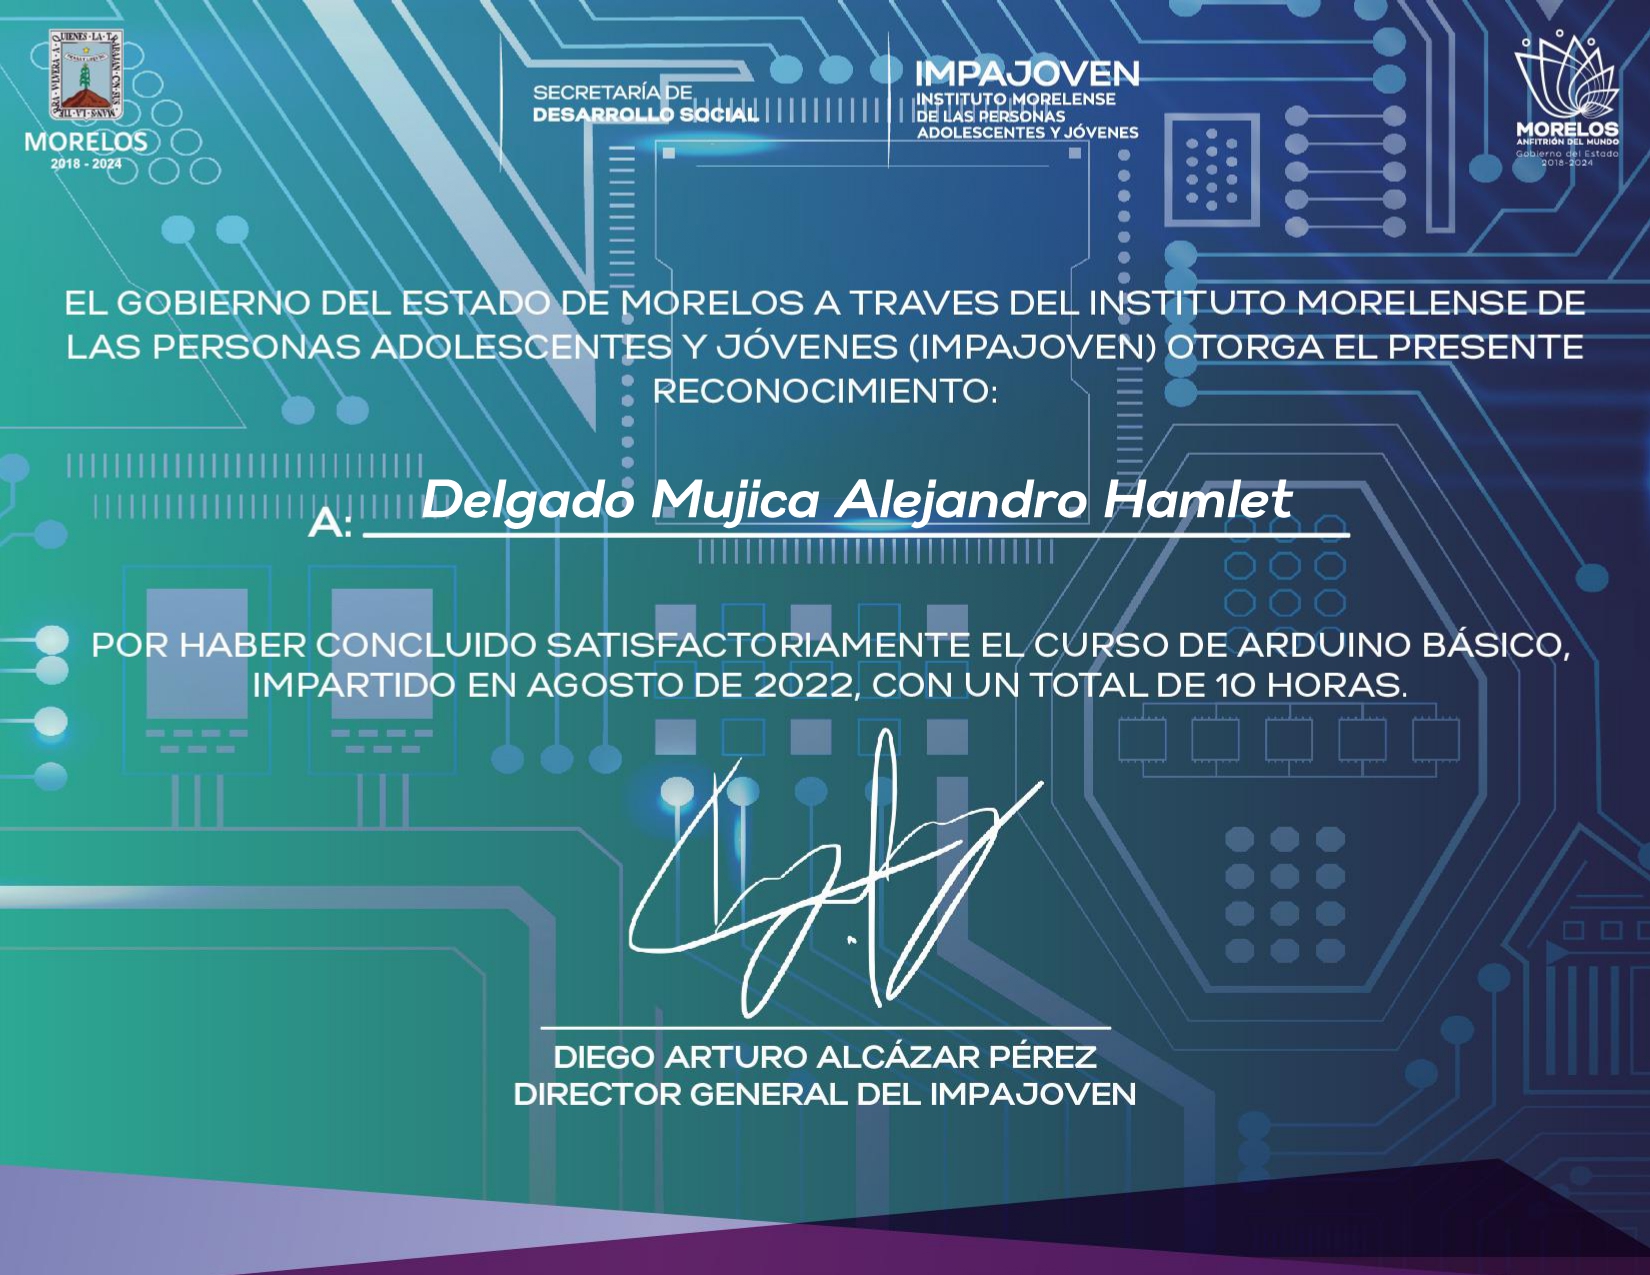 MORELOS
2018 - 2024
SECRETARÍA DE
DESARROLLO SOCIAL
IMPAJOVEN
INSTITUTO MORELENSE
DE LAS PERSONAS
ADOLESCENTES Y JÓVENES
MORELOS
ANFITRIÓN DEL MUNDO
Gobierno del Estado
2018-2024
EL GOBIERNO DEL ESTADO DE MORELOS A TRAVES DEL INSTITUTO MORELENSE DE
LAS PERSONAS ADOLESCENTES Y JÓVENES (IMPAJOVEN) OTORGA EL PRESENTE
RECONOCIMIENTO:
A: Delgado Mujica Alejandro Hamlet
POR HABER CONCLUIDO SATISFACTORIAMENTE EL CURSO DE ARDUINO BÁSICO,
IMPARTIDO EN AGOSTO DE 2022, CON UN TOTAL DE 10 HORAS.
DIEGO ARTURO ALCÁZAR PÉREZ
DIRECTOR GENERAL DEL IMPAJOVEN